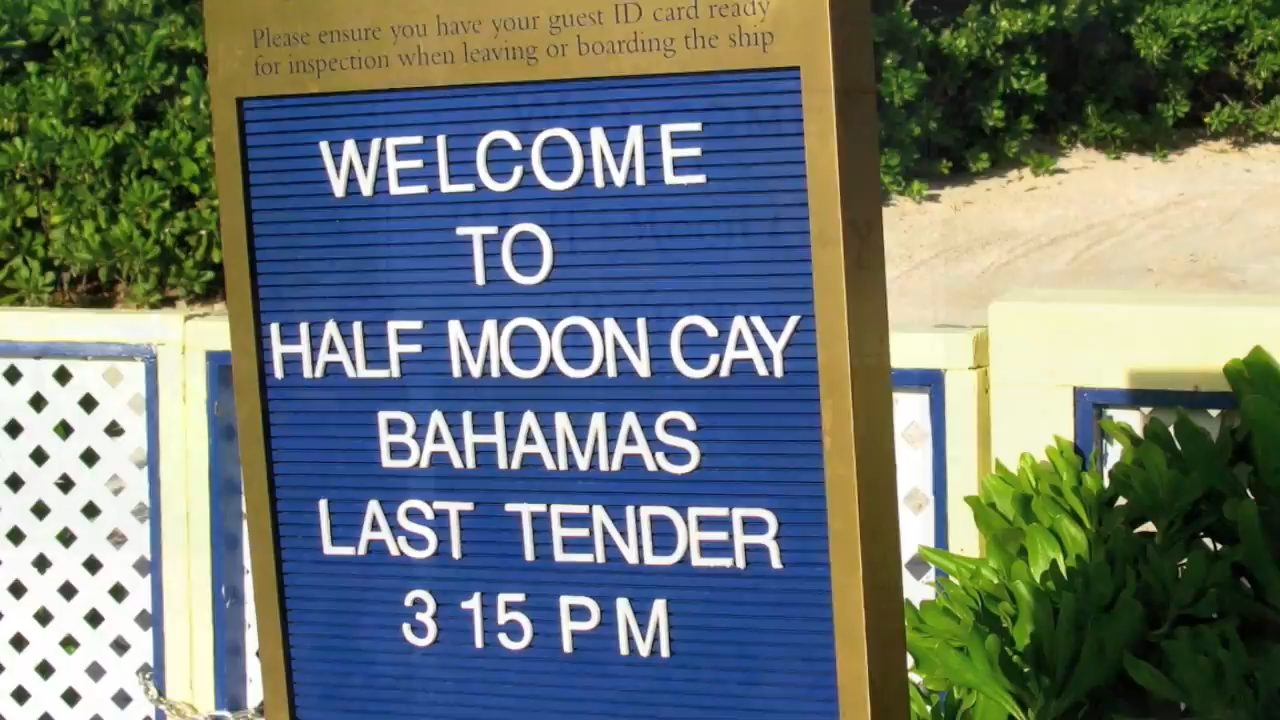 Please ensure you have your guest ID card ready
for inspection when leaving or boarding the ship
WELCOME
TO
HALF MOON CAY
BAHAMAS
LAST TENDER
3 15 P M